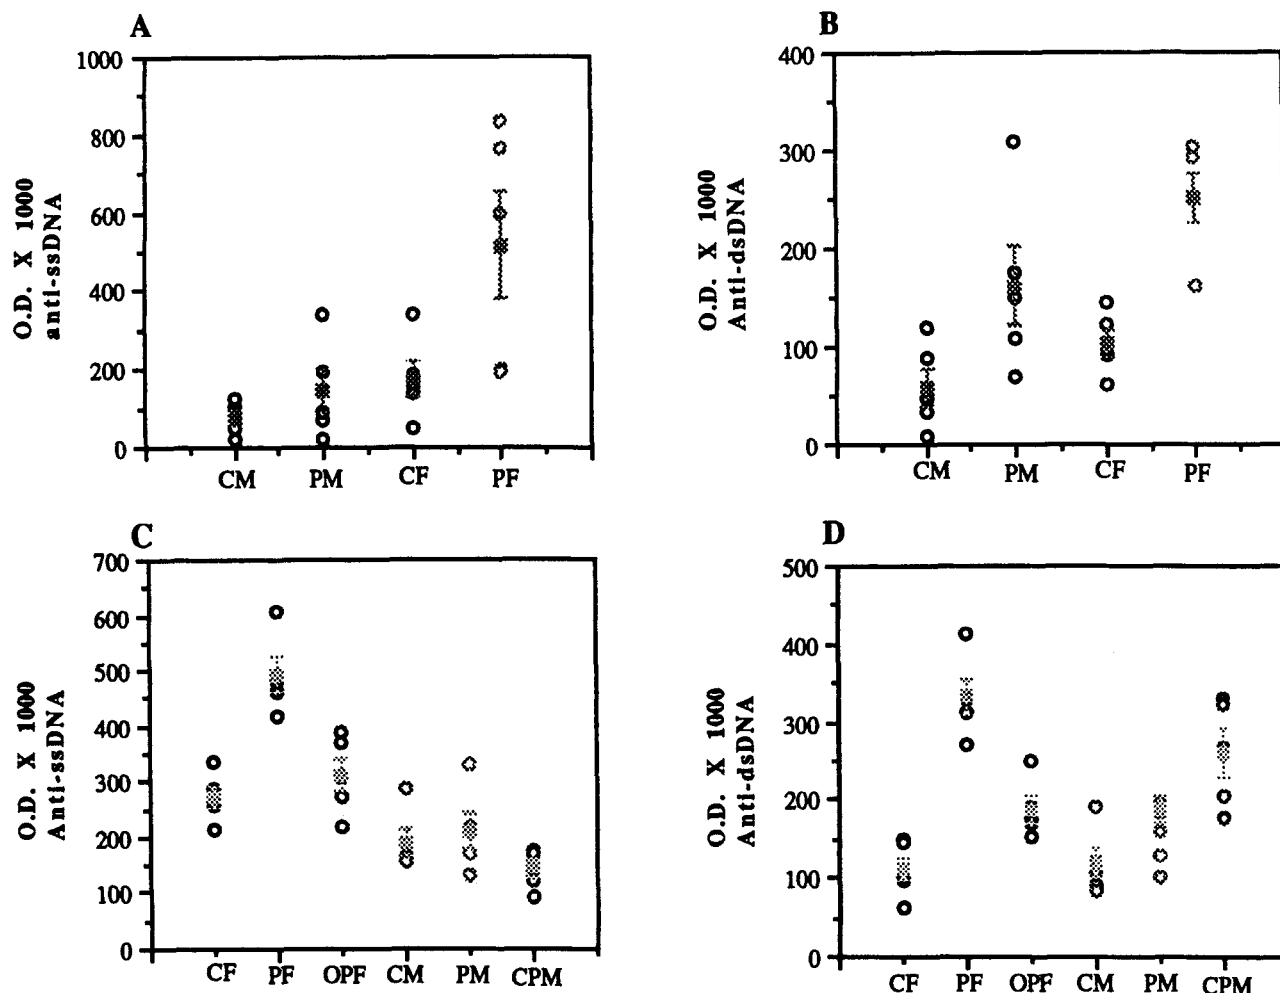 A
1000
800
600
400
200
0
O.D. X 1000
anti-ssDNA
CM PM CF PF
B
400
300
200
100
0
O.D. X 1000
Anti-dsDNA
CM PM CF PF
C
700
600
500
400
300
200
100
0
O.D. X 1000
Anti-ssDNA
CF PF OPF CM PM CPM
D
500
400
300
200
100
0
O.D. X 1000
Anti-dsDNA
CF PF OPF CM PM CPM